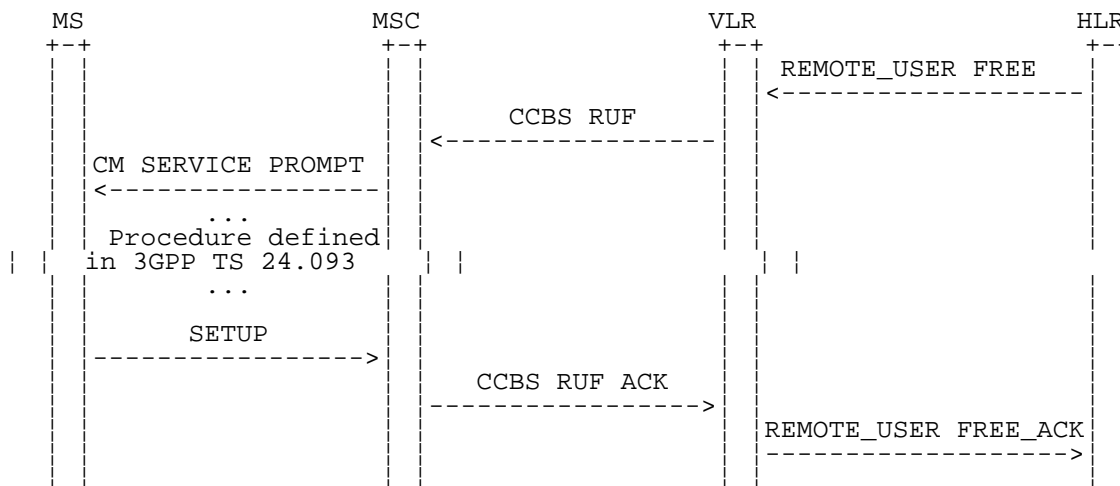 MS MSC VLR HLR
REMOTE_USER FREE
CCBS RUF
CM SERVICE PROMPT
...
Procedure defined
in 3GPP TS 24.093
...
SETUP
CCBS RUF ACK
REMOTE_USER FREE_ACK